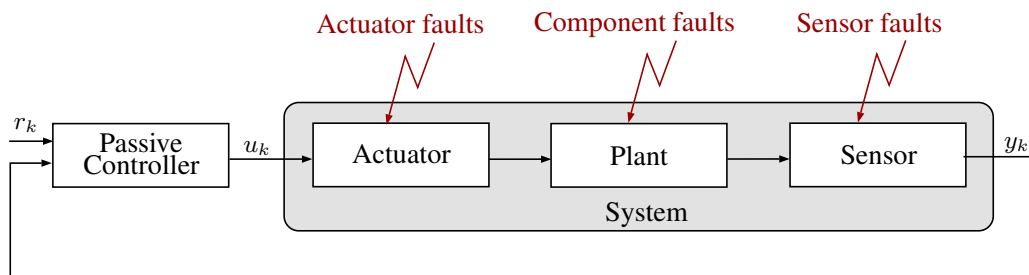 Actuator faults
Component faults
Sensor faults
r_k
Passive
Controller
u_k
Actuator
Plant
Sensor
y_k
System